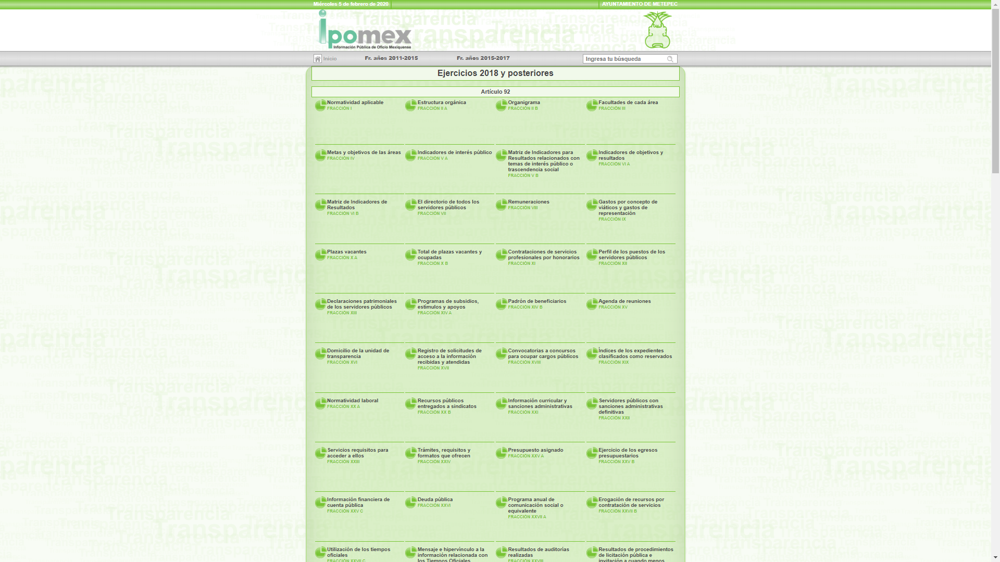 Miércoles 5 de febrero de 2020
AYUNTAMIENTO DE METEPEC
ipomex
Información Pública de Oficio Mexiquense
Inicio
Fr. años 2011-2015
Fr. años 2015-2017
Ingresa tu búsqueda
Ejercicios 2018 y posteriores
Artículo 92
Normatividad aplicable
FRACCIÓN I
Estructura orgánica
FRACCIÓN II A
Organigrama
FRACCIÓN II B
Facultades de cada área
FRACCIÓN III
Metas y objetivos de las áreas
FRACCIÓN IV
Indicadores de interés público
FRACCIÓN V A
Matriz de Indicadores para
Resultados relacionados con
temas de interés público o
trascendencia social
FRACCIÓN V B
Indicadores de objetivos y
resultados
FRACCIÓN VI A
Matriz de Indicadores de
Resultados
FRACCIÓN VI B
El directorio de todos los
servidores públicos
FRACCIÓN VII
Remuneraciones
FRACCIÓN VIII
Gastos por concepto de
viáticos y gastos de
representación
FRACCIÓN IX
Plazas vacantes
FRACCIÓN X A
Total de plazas vacantes y
ocupadas
FRACCIÓN X B
Contrataciones de servicios
profesionales por honorarios
FRACCIÓN XI
Perfil de los puestos de los
servidores públicos
FRACCIÓN XII
Declaraciones patrimoniales
de los servidores públicos
FRACCIÓN XIII
Programas de subsidios,
estímulos y apoyos
FRACCIÓN XIV A
Padrón de beneficiarios
FRACCIÓN XIV B
Agenda de reuniones
FRACCIÓN XV
Domicilio de la unidad de
transparencia
FRACCIÓN XVI
Registro de solicitudes de
acceso a la información
recibidas y atendidas
FRACCIÓN XVII
Convocatorias a concursos
para ocupar cargos públicos
FRACCIÓN XVIII
Índices de los expedientes
clasificados como reservados
FRACCIÓN XIX
Normatividad laboral
FRACCIÓN XX A
Recursos públicos
entregados a sindicatos
FRACCIÓN XX B
Información curricular y
sanciones administrativas
FRACCIÓN XXI
Servidores públicos con
sanciones administrativas
definitivas
FRACCIÓN XXII
Servicios requisitos para
acceder a ellos
FRACCIÓN XXIII
Trámites, requisitos y
formatos que ofrecen
FRACCIÓN XXIV
Presupuesto asignado
FRACCIÓN XXV A
Ejercicio de los egresos
presupuestarios
FRACCIÓN XXV B
Información financiera de
cuenta pública
FRACCIÓN XXV C
Deuda pública
FRACCIÓN XXVI
Programa anual de
comunicación social o
equivalente
FRACCIÓN XXVII A
Erogación de recursos por
contratación de servicios
FRACCIÓN XXVII B
Utilización de los tiempos
oficiales
FRACCIÓN XXVII C
Mensaje e hipervínculo a la
información relacionada con
los Tiempos Oficiales
Resultados de auditorías
realizadas
FRACCIÓN XXVIII
Resultados de procedimientos
de licitación pública e
invitación a cuando menos